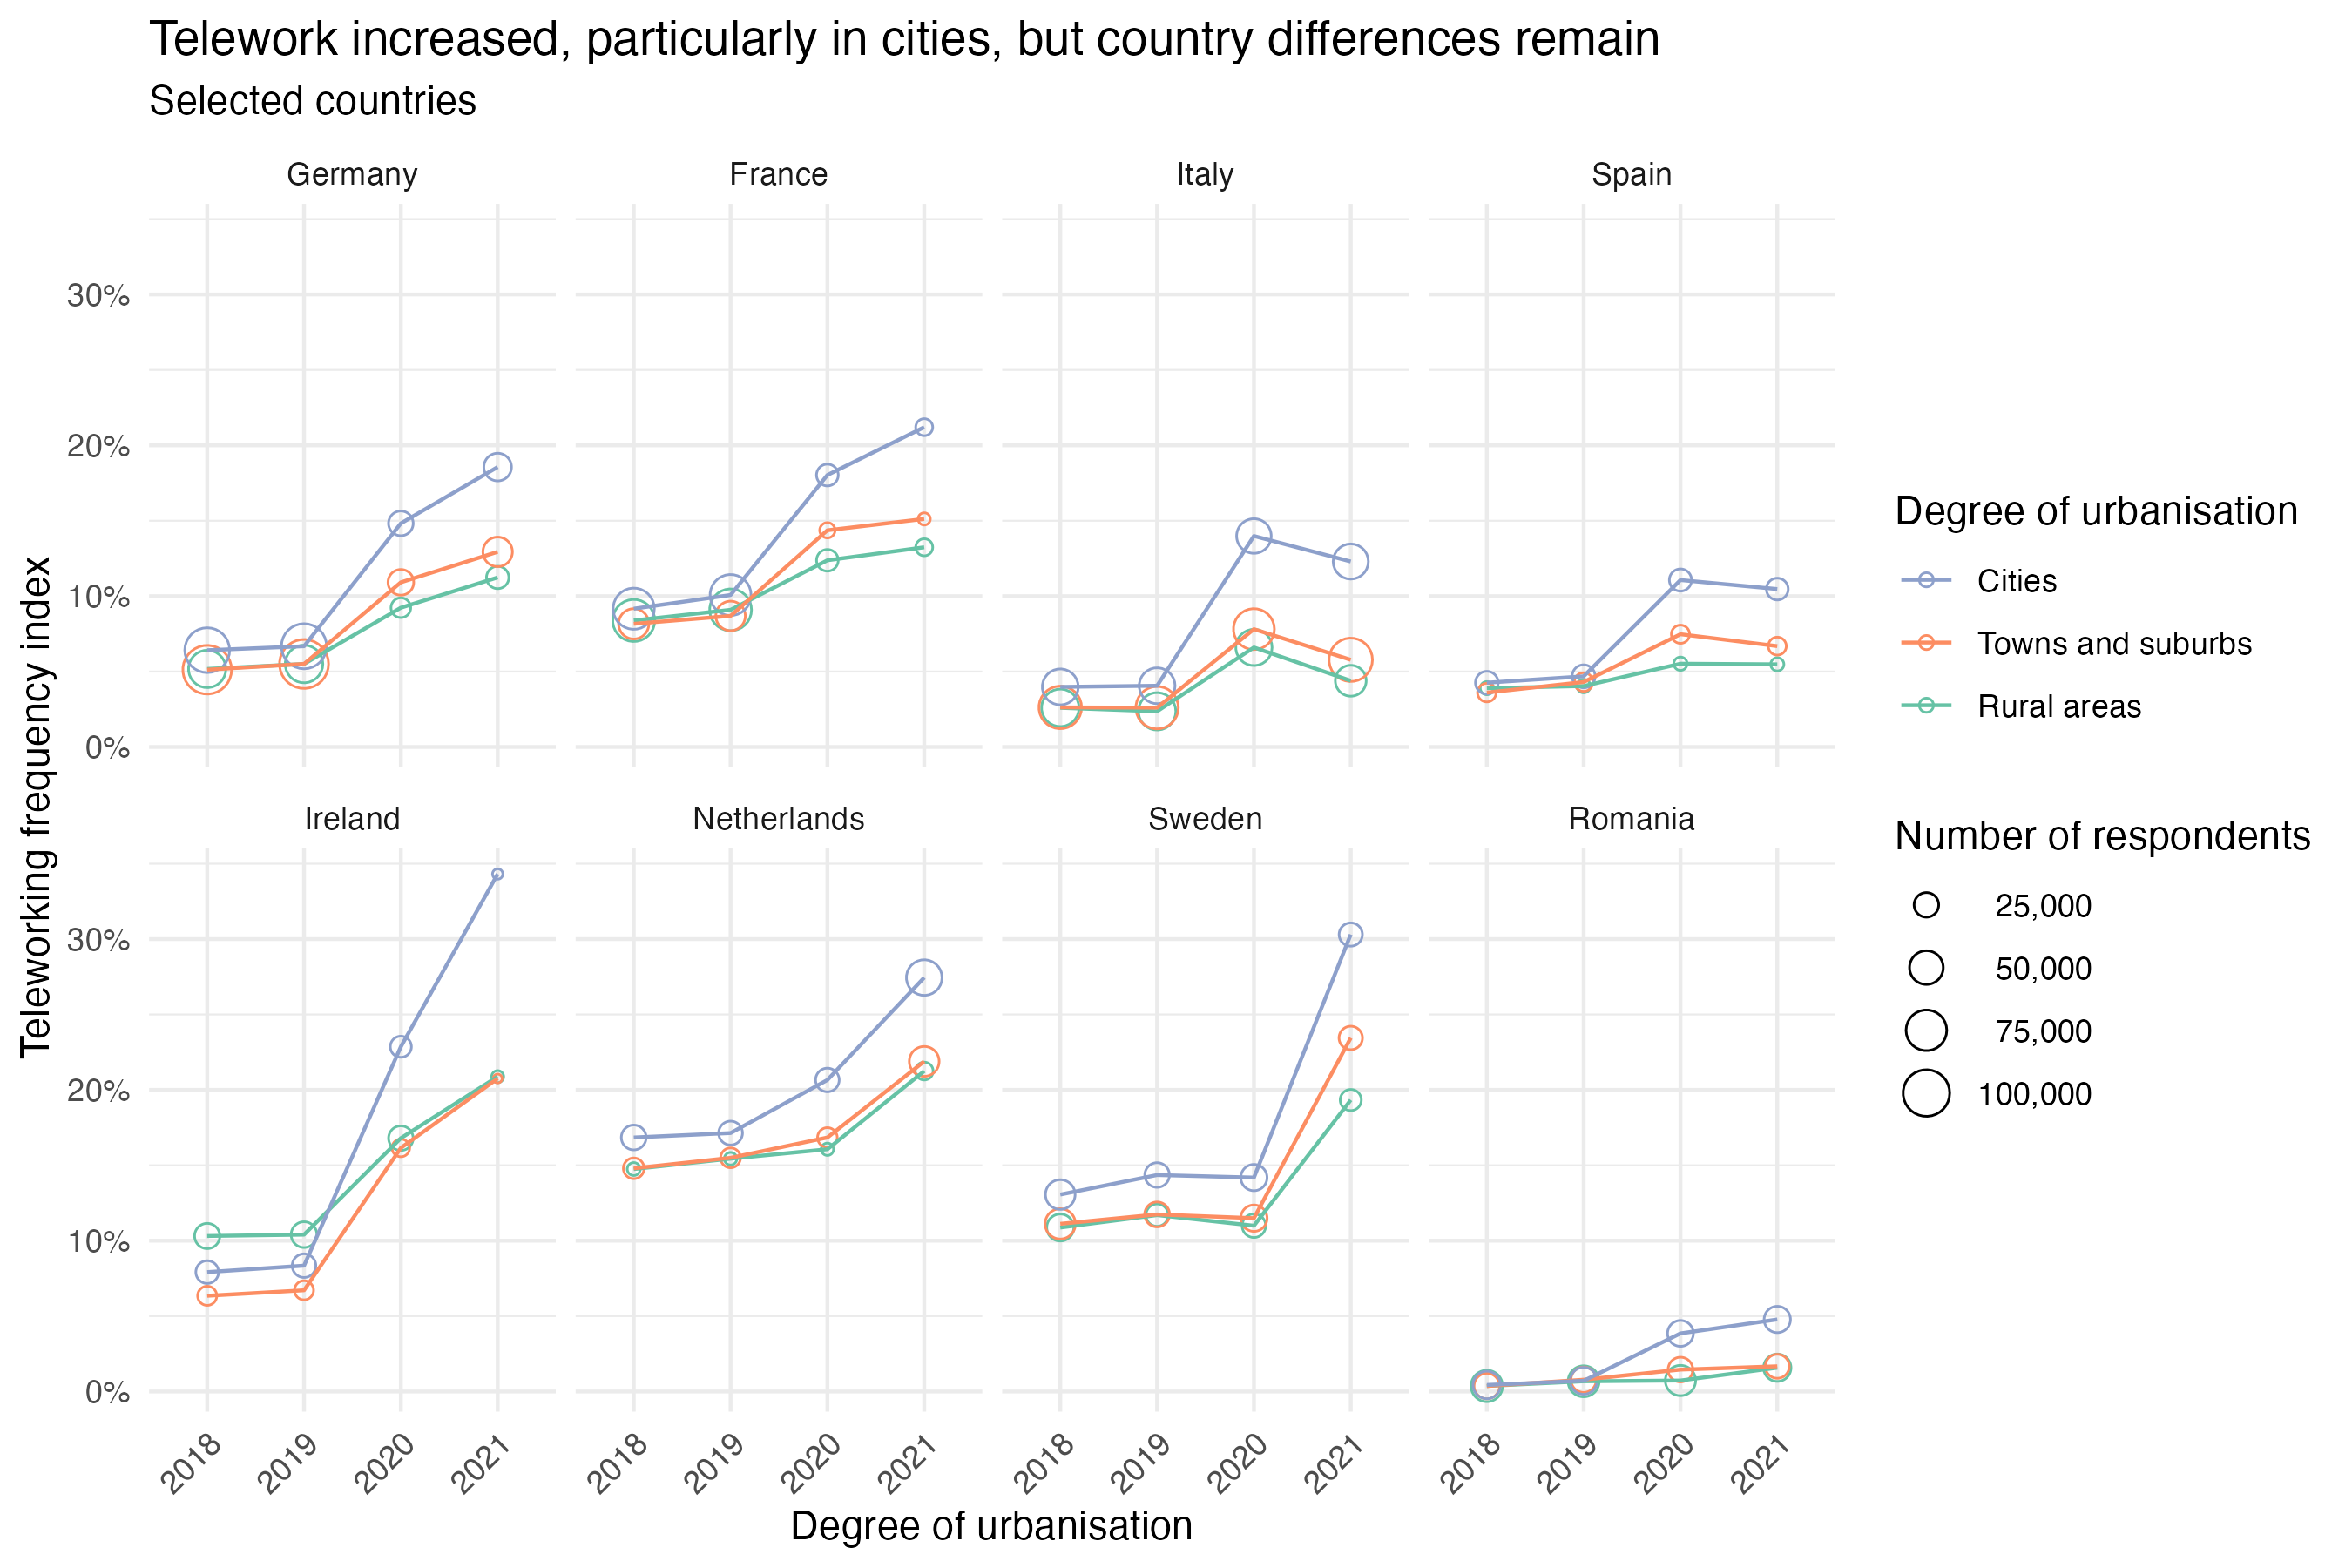 Telework increased, particularly in cities, but country differences remain
Selected countries
Germany
France
Italy
Spain
30%
20%
10%
0%
Ireland
Netherlands
Sweden
Romania
30%
20%
10%
0%
2018
2019
2020
2021
2018
2019
2020
2021
2018
2019
2020
2021
2018
2019
2020
2021
Degree of urbanisation
Teleworking frequency index
Degree of urbanisation
Cities
Towns and suburbs
Rural areas
Number of respondents
25,000
50,000
75,000
100,000